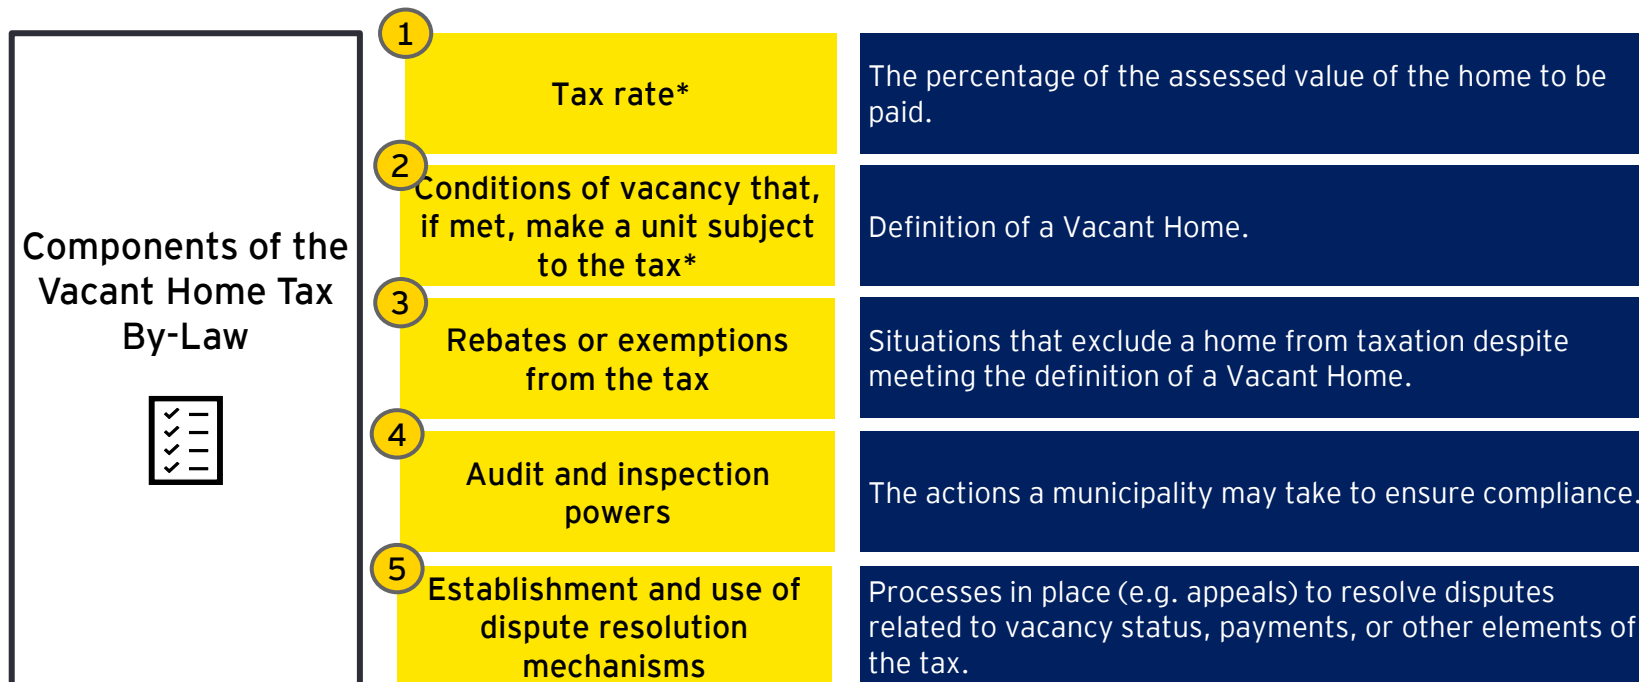 Components of the
Vacant Home Tax
By-Law
1
Tax rate*
The percentage of the assessed value of the home to be
paid.
2
Conditions of vacancy that,
if met, make a unit subject
to the tax*
Definition of a Vacant Home.
3
Rebates or exemptions
from the tax
Situations that exclude a home from taxation despite
meeting the definition of a Vacant Home.
4
Audit and inspection
powers
The actions a municipality may take to ensure compliance.
5
Establishment and use of
dispute resolution
mechanisms
Processes in place (e.g. appeals) to resolve disputes
related to vacancy status, payments, or other elements of
the tax.